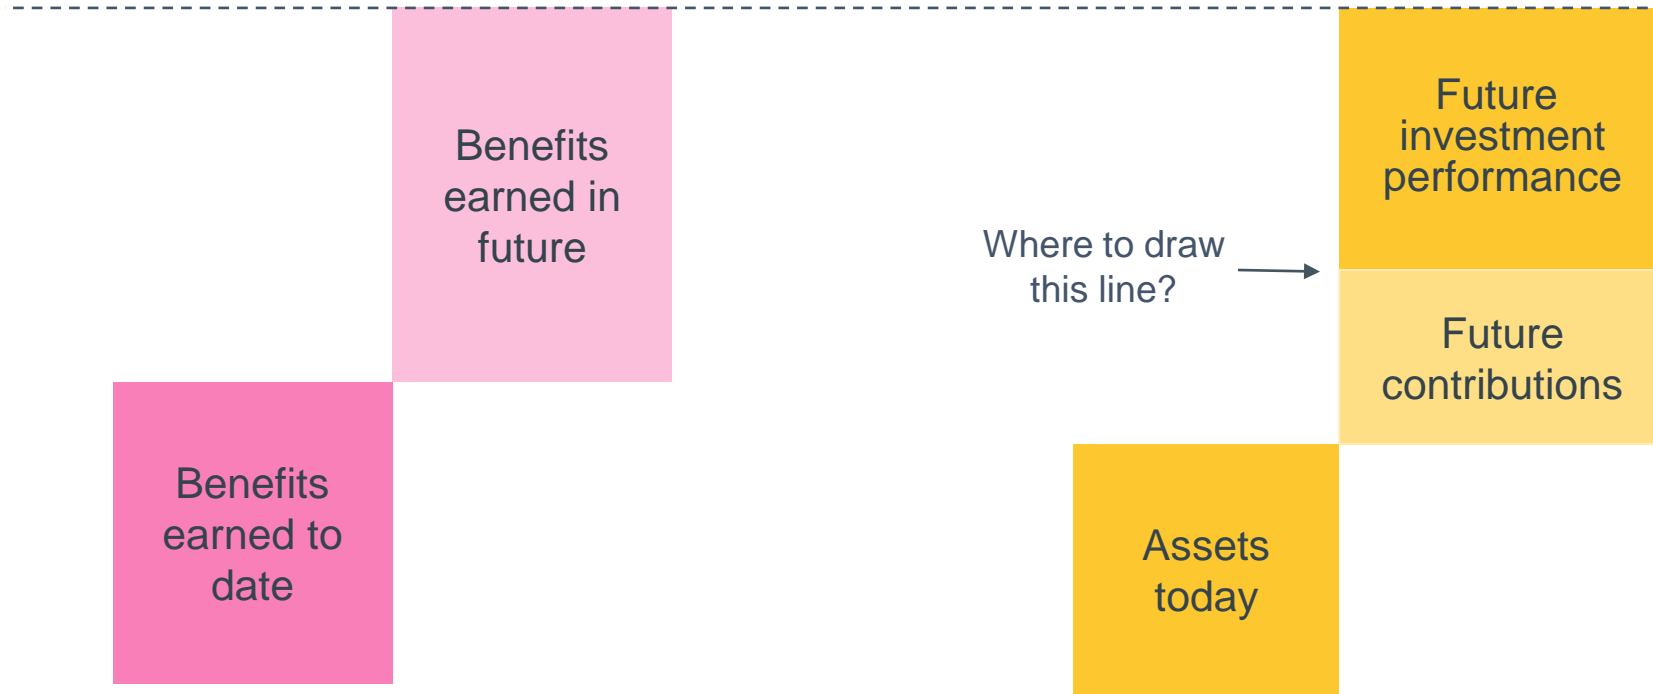 Benefits
earned in
future
Benefits
earned to
date
Where to draw
this line?
Future
investment
performance
Future
contributions
Assets
today